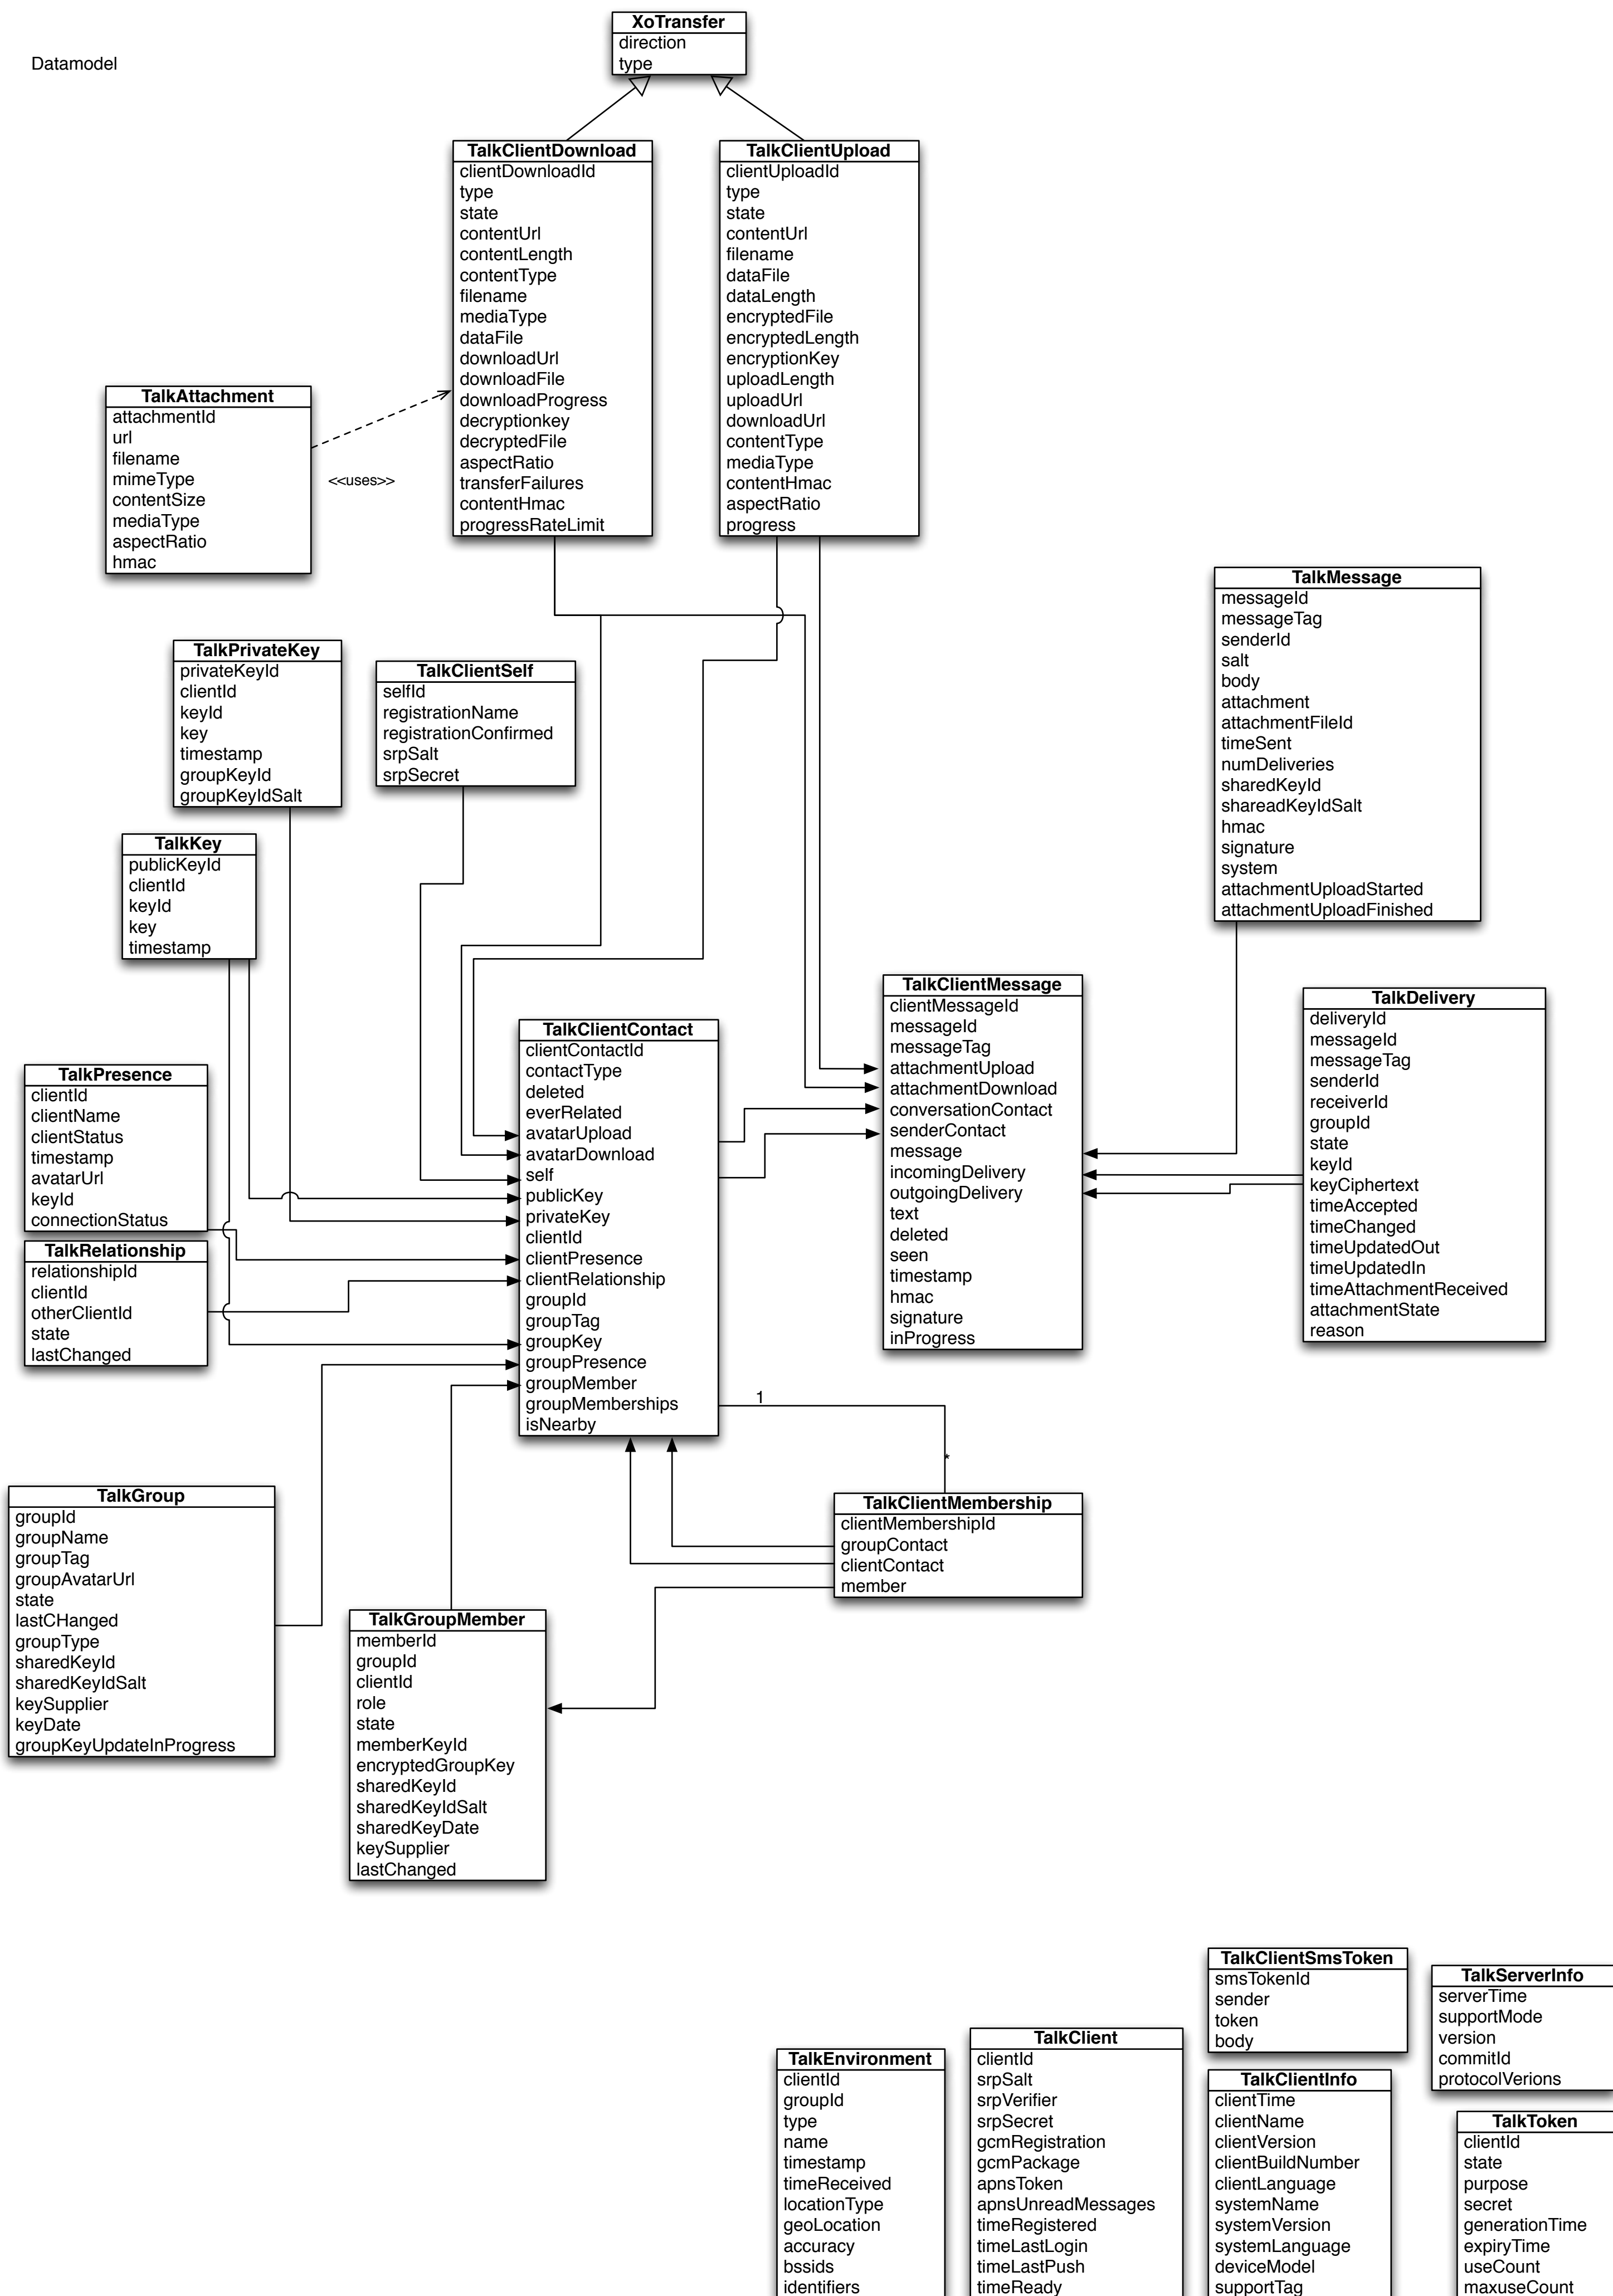 Datamodel
XoTransfer
direction
type
TalkClientDownload
clientDownloadId
type
state
contentUrl
contentLength
contentType
filename
mediaType
dataFile
downloadUrl
downloadFile
downloadProgress
decryptionkey
decryptedFile
aspectRatio
transferFailures
contentHmac
progressRateLimit
TalkClientUpload
clientUploadId
type
state
contentUrl
filename
dataFile
dataLength
encryptedFile
encryptedLength
encryptionKey
uploadLength
uploadUrl
downloadUrl
contentType
mediaType
contentHmac
aspectRatio
progress
TalkAttachment
attachmentId
url
filename
mimeType
contentSize
mediaType
aspectRatio
hmac
<<uses>>
TalkMessage
messageId
messageTag
senderId
salt
body
attachment
attachmentFileId
timeSent
numDeliveries
sharedKeyId
shareadKeyIdSalt
hmac
signature
system
attachmentUploadStarted
attachmentUploadFinished
TalkPrivateKey
privateKeyId
clientId
keyId
key
timestamp
groupKeyId
groupKeyIdSalt
TalkClientSelf
selfId
registrationName
registrationConfirmed
srpSalt
srpSecret
TalkKey
publicKeyId
clientId
keyId
key
timestamp
TalkClientMessage
clientMessageId
messageId
messageTag
attachmentUpload
attachmentDownload
conversationContact
senderContact
message
incomingDelivery
outgoingDelivery
text
deleted
seen
timestamp
hmac
signature
inProgress
TalkDelivery
deliveryId
messageId
messageTag
senderId
receiverId
groupId
state
keyId
keyCiphertext
timeAccepted
timeChanged
timeUpdatedOut
timeUpdatedIn
timeAttachmentReceived
attachmentState
reason
TalkClientContact
clientContactId
contactType
deleted
everRelated
avatarUpload
avatarDownload
self
publicKey
privateKey
clientId
clientPresence
clientRelationship
groupId
groupTag
groupKey
groupPresence
groupMember
groupMemberships
isNearby
TalkPresence
clientId
clientName
clientStatus
timestamp
avatarUrl
keyId
connectionStatus
TalkRelationship
relationshipId
clientId
otherClientId
state
lastChanged
1
*
TalkGroup
groupId
groupName
groupTag
groupAvatarUrl
state
lastCHanged
groupType
sharedKeyId
sharedKeyIdSalt
keySupplier
keyDate
groupKeyUpdateInProgress
TalkClientMembership
clientMembershipId
groupContact
clientContact
member
TalkGroupMember
memberId
groupId
clientId
role
state
memberKeyId
encryptedGroupKey
sharedKeyId
sharedKeyIdSalt
sharedKeyDate
keySupplier
lastChanged
TalkClientSmsToken
smsTokenId
sender
token
body
TalkServerInfo
serverTime
supportMode
version
commitId
protocolVerions
TalkEnvironment
clientId
groupId
type
name
timestamp
timeReceived
locationType
geoLocation
accuracy
bssids
identifiers
TalkClient
clientId
srpSalt
srpVerifier
srpSecret
gcmRegistration
gcmPackage
apnsToken
apnsUnreadMessages
timeRegistered
timeLastLogin
timeLastPush
timeReady
TalkClientInfo
clientTime
clientName
clientVersion
clientBuildNumber
clientLanguage
systemName
systemVersion
systemLanguage
deviceModel
supportTag
TalkToken
clientId
state
purpose
secret
generationTime
expiryTime
useCount
maxuseCount